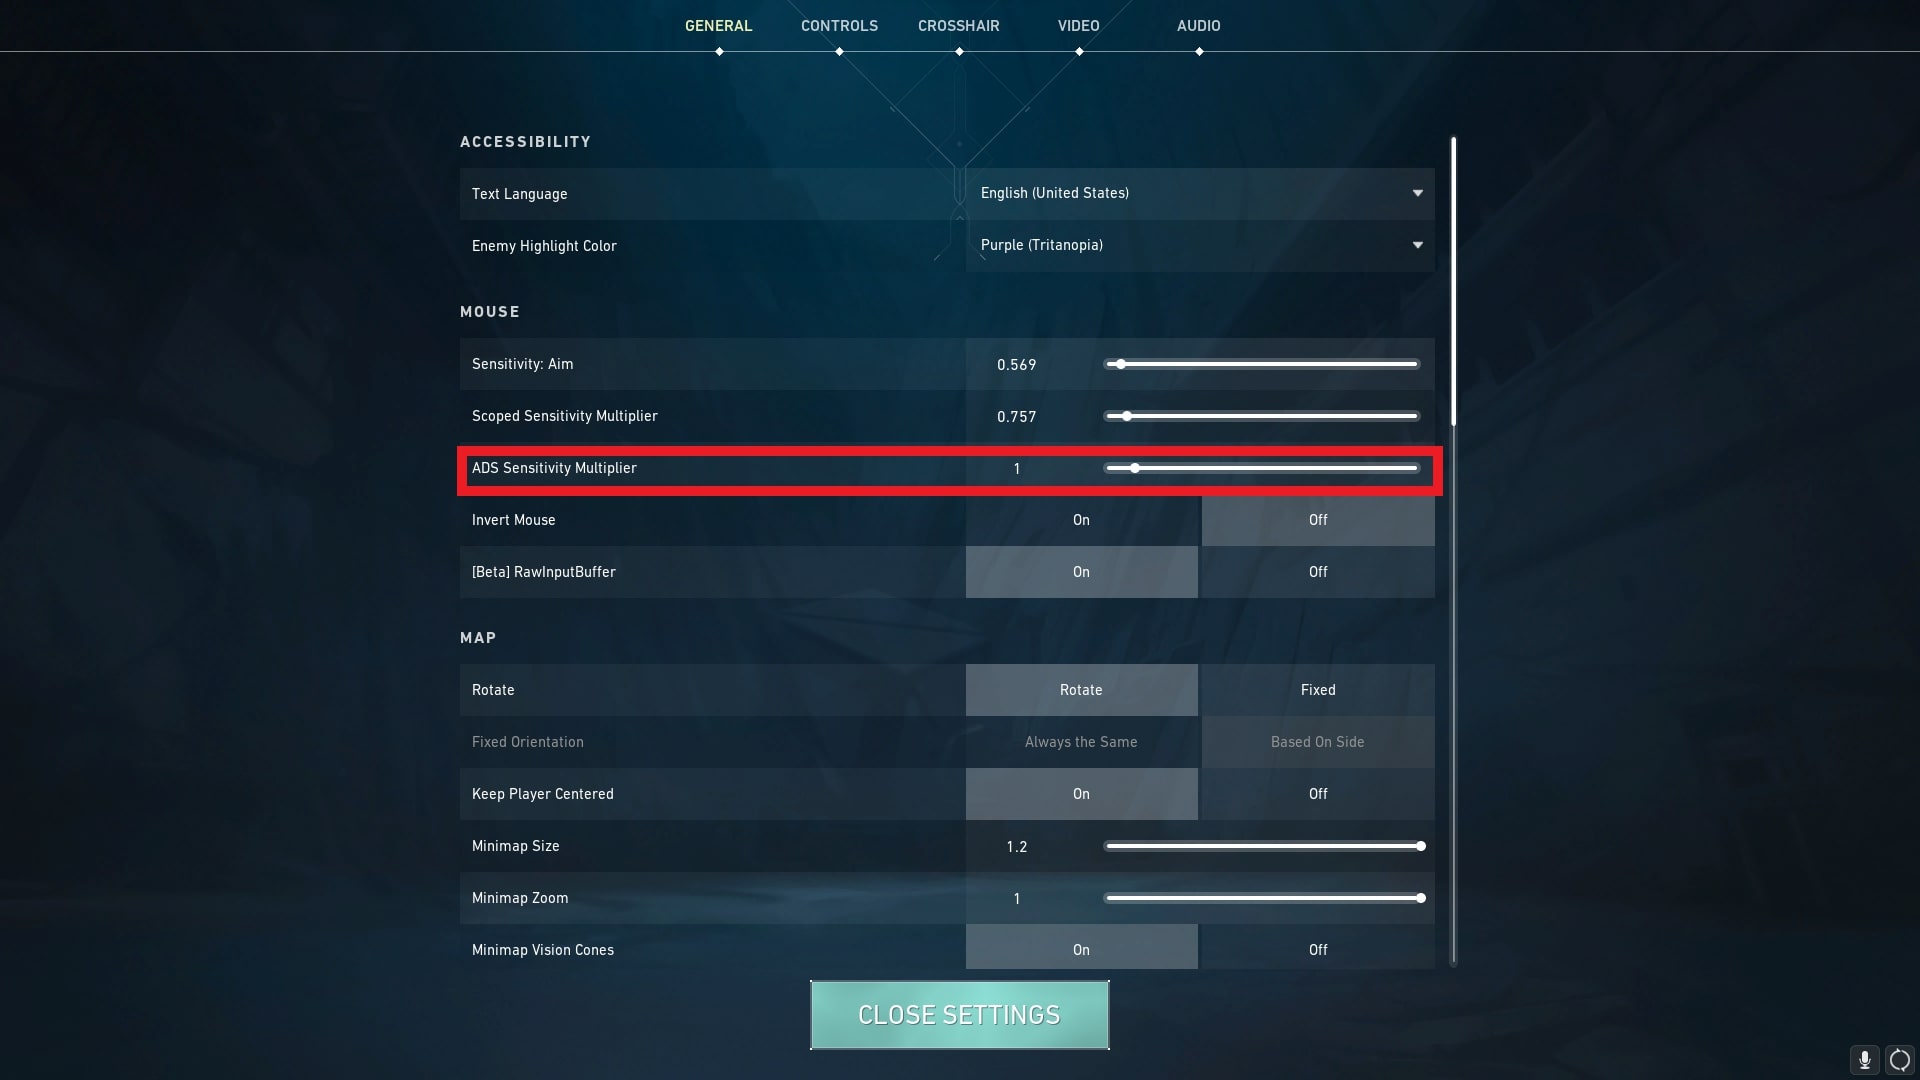 GENERAL CONTROLS CROSSHAIR VIDEO AUDIO
ACCESSIBILITY
Text Language English (United States)
Enemy Highlight Color Purple (Tritanopia)
MOUSE
Sensitivity: Aim 0.569
Scoped Sensitivity Multiplier 0.757
ADS Sensitivity Multiplier 1
Invert Mouse On Off
[Beta] RawInputBuffer On Off
MAP
Rotate Rotate Fixed
Fixed Orientation Always the Same Based On Side
Keep Player Centered On Off
Minimap Size 1.2
Minimap Zoom 1
Minimap Vision Cones On Off
CLOSE SETTINGS